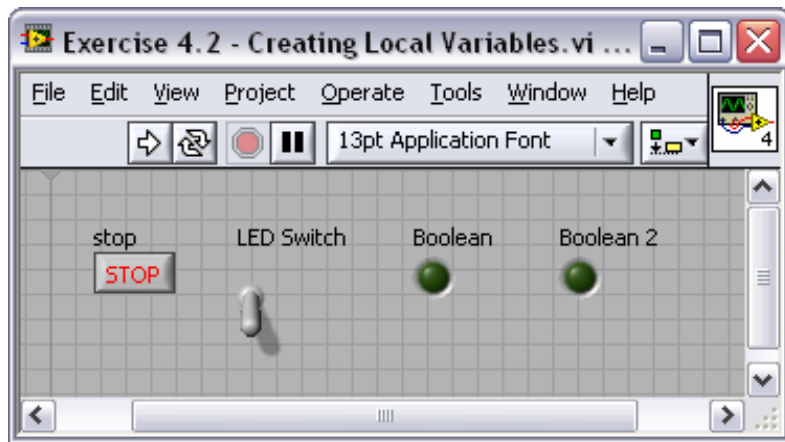 Exercise 4.2 - Creating Local Variables.vi ...
File Edit View Project Operate Tools Window Help
13pt Application Font
4
stop LED Switch Boolean Boolean 2
STOP